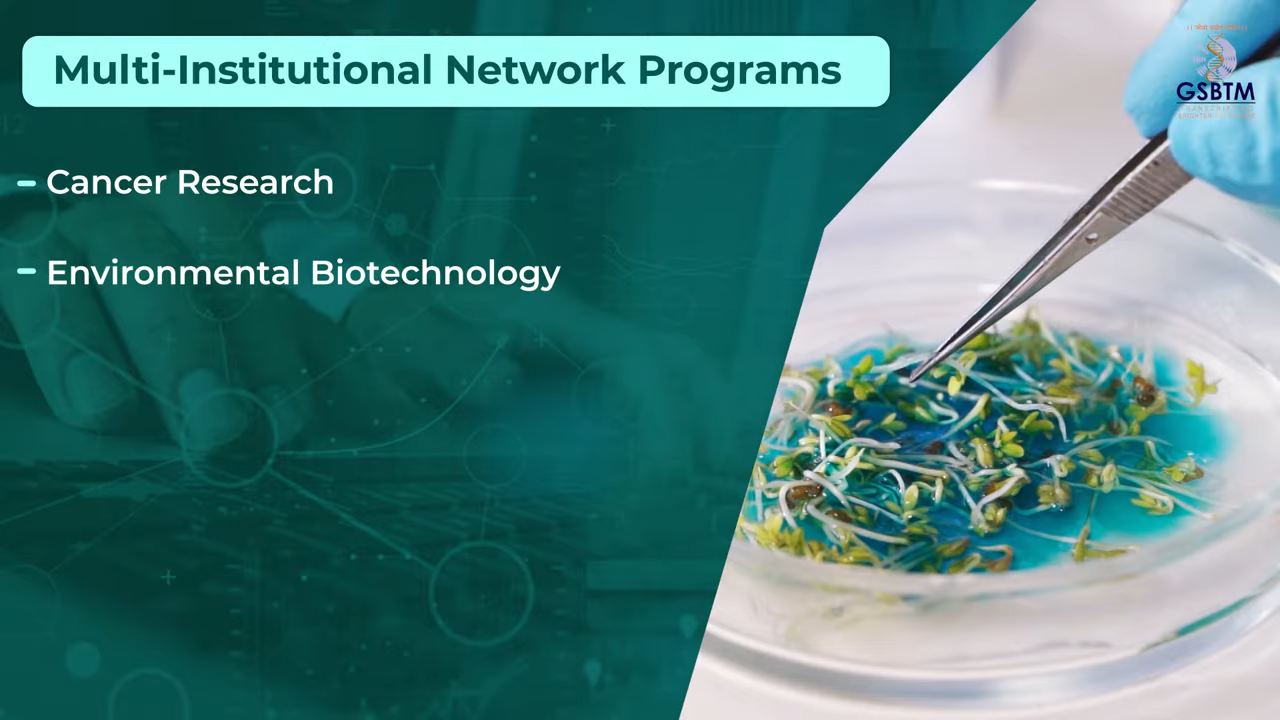 Multi-Institutional Network Programs
– Cancer Research
– Environmental Biotechnology
GSBTM